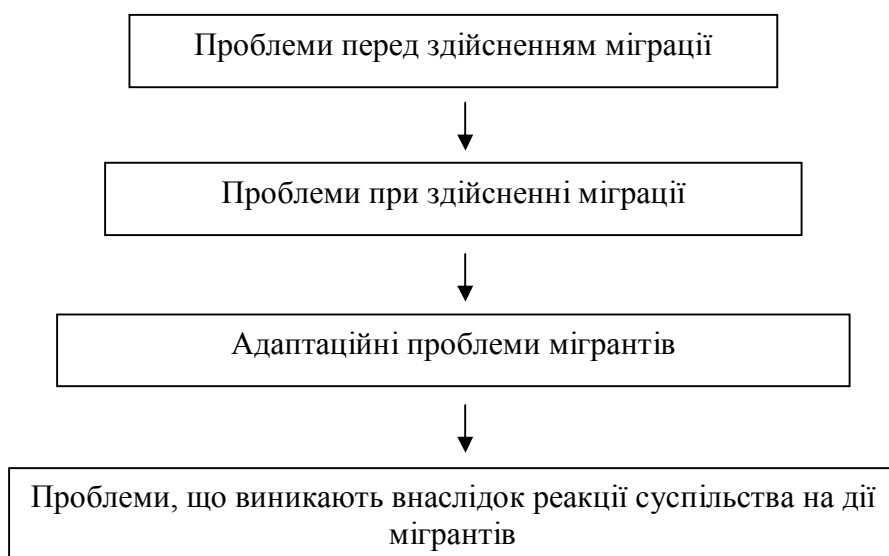 Проблеми перед здійсненням міграції
Проблеми при здійсненні міграції
Адаптаційні проблеми мігрантів
Проблеми, що виникають внаслідок реакції суспільства на дії
мігрантів